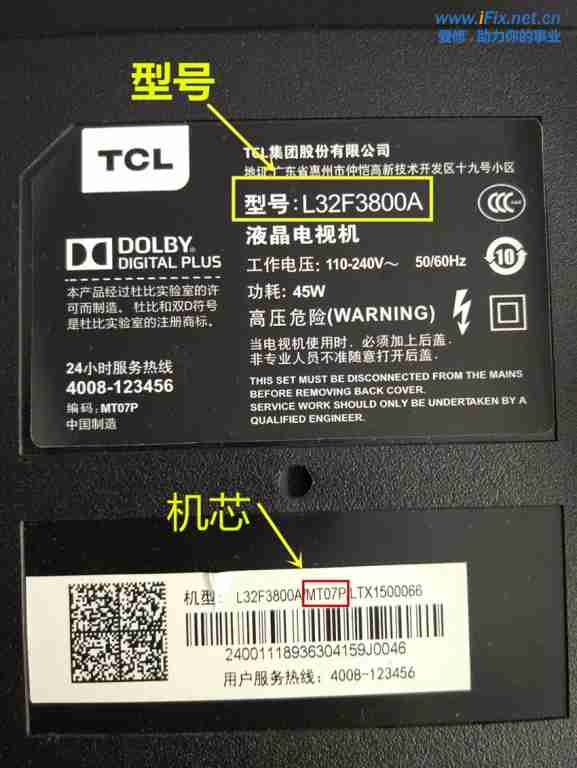 www.iFix.net.cn
爱修．助力你的事业
型号
TCL
TCL集团股份有限公司
地址:广东省惠州市仲恺高新技术开发区十九号小区
型号:L32F3800A
液晶电视机
DOLBY
DIGITAL PLUS
工作电压: 110-240V～ 50/60Hz
功耗: 45W
10
本产品经过杜比实验室的许
可而制造。 杜比和双D符号
是杜比实验室的注册商标。
高压危险(WARNING)
当电视机使用时，必须加上后盖.
非专业人员不准随意打开后盖.
24小时服务热线
4008-123456
编码: MT07P
中国制造
THIS SET MUST BE DISCONNECTED FROM THE MAINS
BEFORE REMOVING BACK COVER.
SERVICE WORK SHOULD ONLY BE UNDERTAKEN BY A
QUALIFIED ENGINEER.
机芯
机型: L32F3800A/MT07P LTX1500066
24001118936304159J0046
用户服务热线: 4008-123456